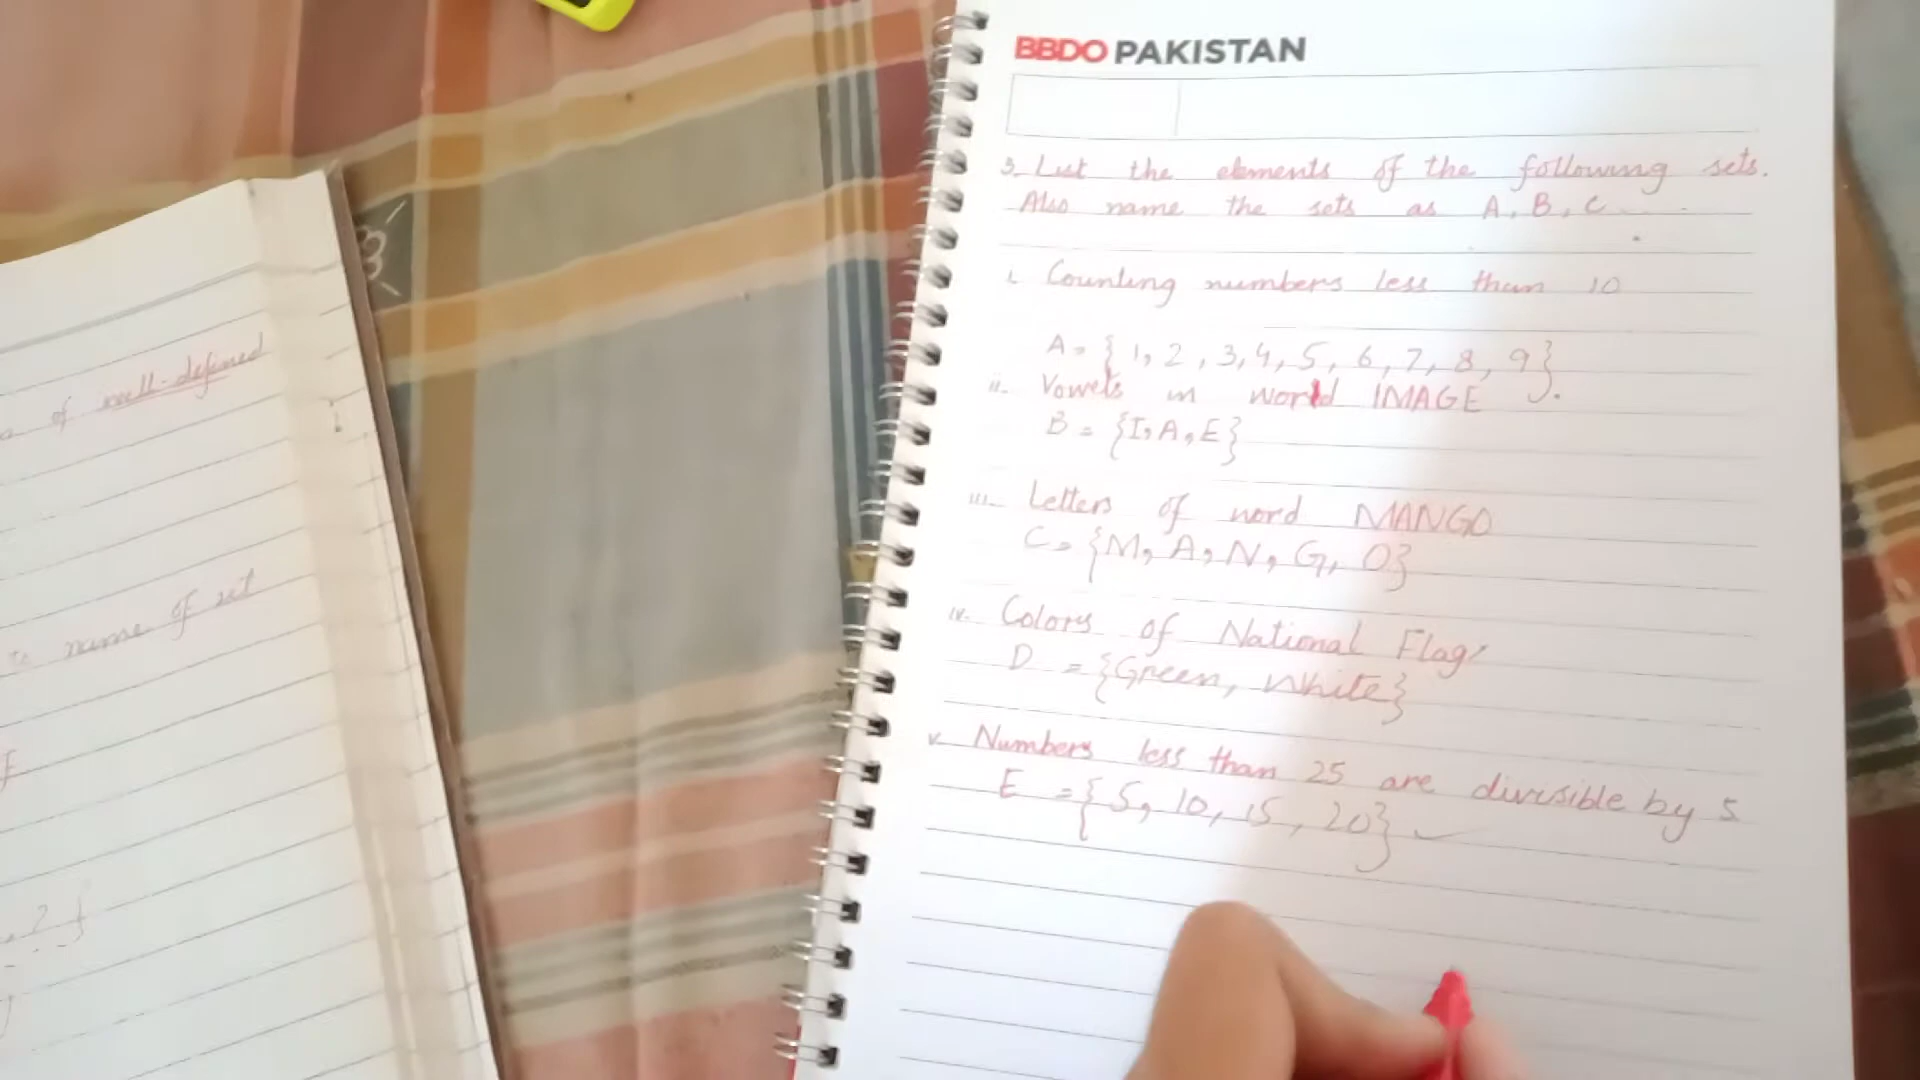 BBDO PAKISTAN
3. List the elements of the following sets.
Also name the sets as A, B, C.....
i. Counting numbers less than 10
A = { 1, 2, 3, 4, 5, 6, 7, 8, 9 }
ii. Vowels in word IMAGE.
B = {I, A, E}
iii. Letters of word MANGO
C = {M, A, N, G, O}
iv. Colors of National Flag
D = {Green, White}
v. Numbers less than 25 are divisible by 5
E = { 5, 10, 15, 20}
of well-defined
to name of set